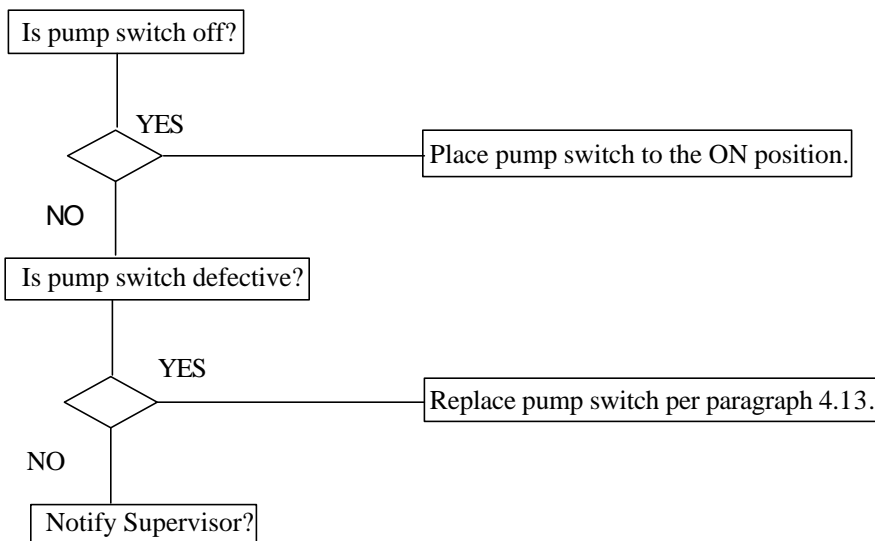 Is pump switch off?
YES
Place pump switch to the ON position.
NO
Is pump switch defective?
YES
Replace pump switch per paragraph 4.13.
NO
Notify Supervisor?